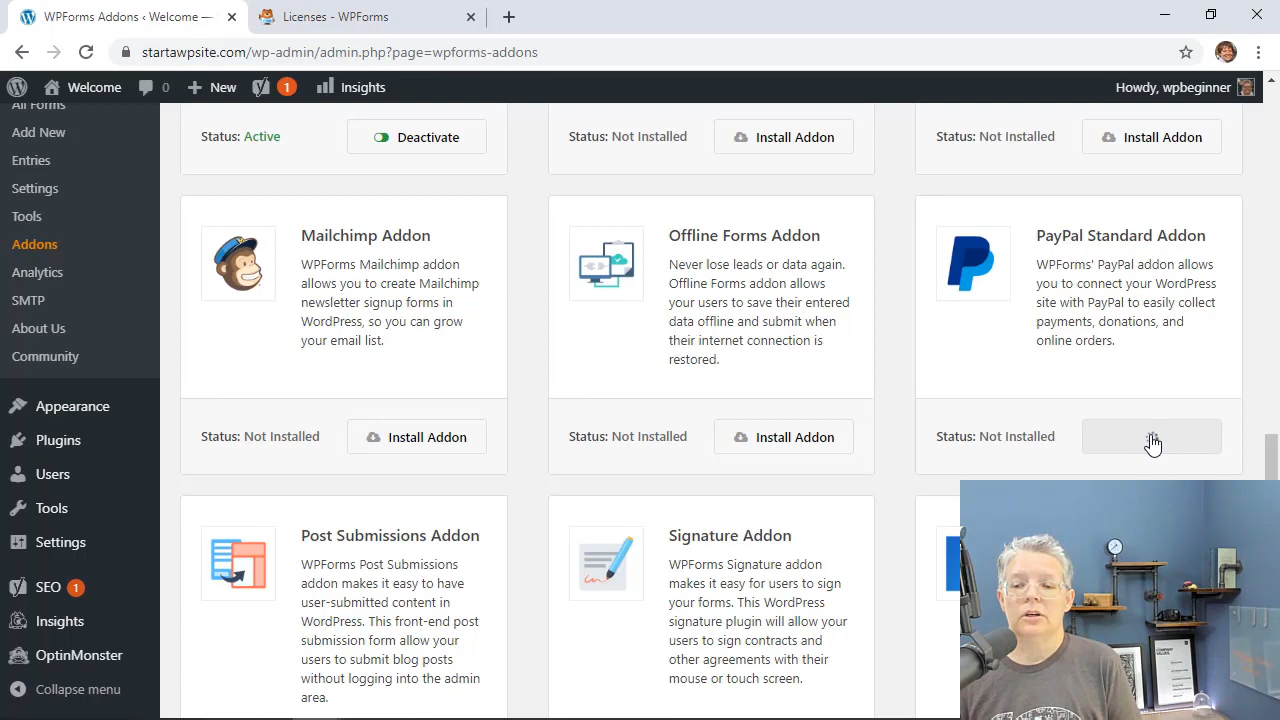 WPForms Addons ‹ Welcome —
Licenses - WPForms
startawpsite.com/wp-admin/admin.php?page=wpforms-addons
Welcome
0
New
1
Insights
Howdy, wpbeginner
All Forms
Add New
Entries
Settings
Tools
Addons
Analytics
SMTP
About Us
Community
Appearance
Plugins
Users
Tools
Settings
SEO 1
Insights
OptinMonster
Collapse menu
Status: Active
Deactivate
Status: Not Installed
Install Addon
Status: Not Installed
Install Addon
Mailchimp Addon
WPForms Mailchimp addon
allows you to create Mailchimp
newsletter signup forms in
WordPress, so you can grow
your email list.
Status: Not Installed
Install Addon
Offline Forms Addon
Never lose leads or data again.
Offline Forms addon allows
your users to save their entered
data offline and submit when
their internet connection is
restored.
Status: Not Installed
Install Addon
PayPal Standard Addon
WPForms' PayPal addon allows
you to connect your WordPress
site with PayPal to easily collect
payments, donations, and
online orders.
Status: Not Installed
Post Submissions Addon
WPForms Post Submissions
addon makes it easy to have
user-submitted content in
WordPress. This front-end post
submission form allow your
users to submit blog posts
without logging into the admin
area.
Signature Addon
WPForms Signature addon
makes it easy for users to sign
your forms. This WordPress
signature plugin will allow your
users to sign contracts and
other agreements with their
mouse or touch screen.